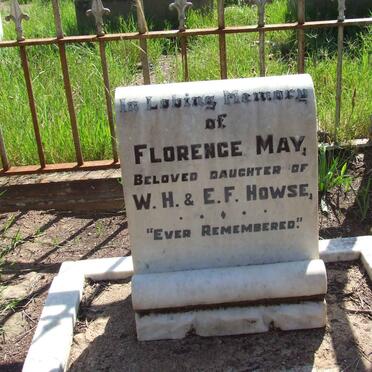 In Loving Memory
of
FLORENCE MAY,
BELOVED DAUGHTER OF
W. H. & E. F. HOWSE,
"EVER REMEMBERED."